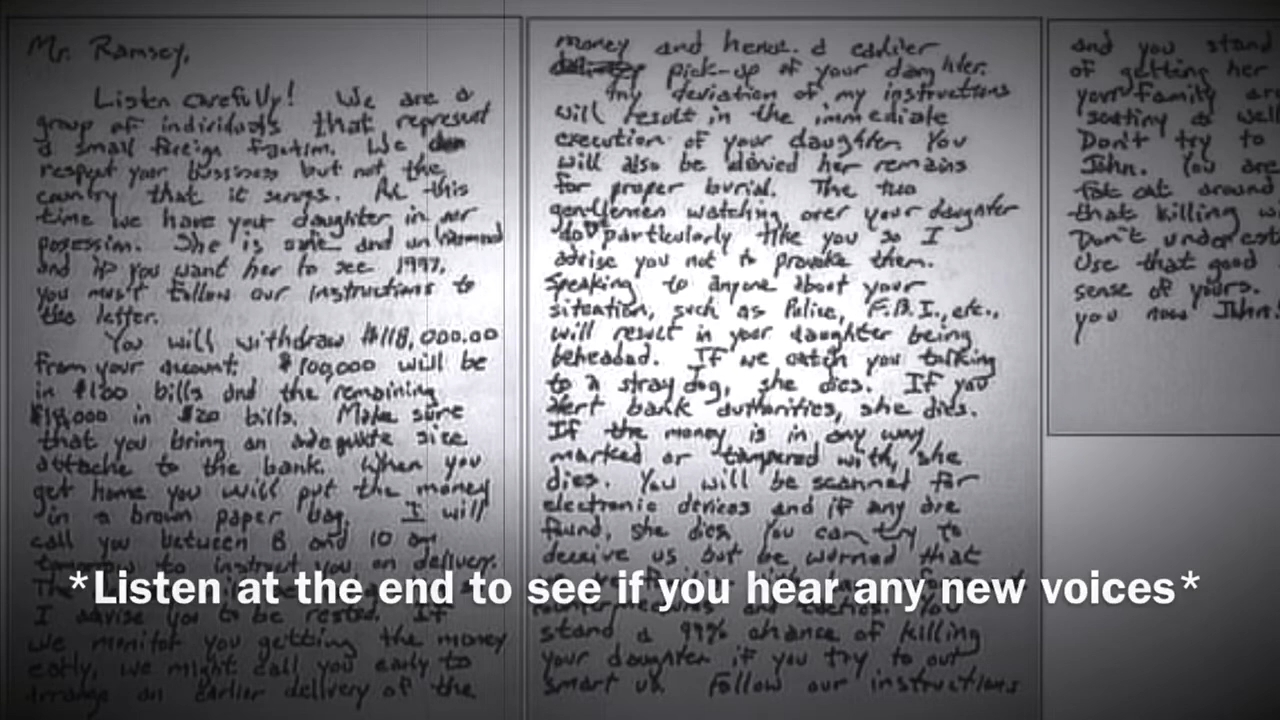 Mr. Ramsey,
Listen carefully! We are a
group of individuals that represent
a small foreign faction. We
respect your bussiness but not the
country that it serves. At this
time we have your daughter in our
posession. She is safe and unharmed
and if you want her to see 1997,
you must follow our instructions to
the letter.
You will withdraw $118,000.00
from your account. $100,000 will be
in $100 bills and the remaining
$18,000 in $20 bills. Make sure
that you bring an adequate size
attache to the bank. When you
get home you will put the money
in a brown paper bag. I will
call you between 8 and 10 am
tomorrow to instruct you on delivery.
I advise you to be rested. If
we monitor you getting the money
early, we might call you early to
arrange an earlier delivery of the
money and hence. a earlier
delivery pick-up of your daughter.
Any deviation of my instructions
will result in the immediate
execution of your daughter. You
will also be denied her remains
for proper burial. The two
gentlemen watching over your daughter
do particularly like you so I
advise you not to provoke them.
Speaking to anyone about your
situation, such as Police, F.B.I., etc.,
will result in your daughter being
beheaded. If we catch you talking
to a stray dog, she dies. If you
alert bank authorities, she dies.
If the money is in any way
marked or tampered with, she
dies. You will be scanned for
electronic devices and if any are
found, she dies. You can try to
deceive us but be warned that
and tactics. You
stand a 99% chance of killing
your daughter if you try to out
smart us. Follow our instructions
and you stand
of getting her
your family are
scrutiny as well
Don't try to
John. You are
fat cat around
that killing w
Don't underest
Use that good
sense of yours.
you now John!
*Listen at the end to see if you hear any new voices*